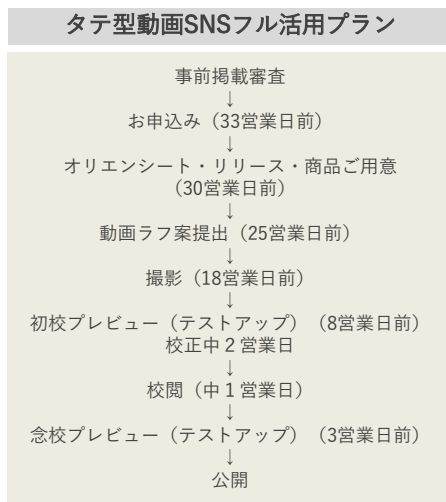 タテ型動画SNSフル活用プラン
事前掲載審査
↓
お申込み（33営業日前）
↓
オリエンシート・リリース・商品ご用意
（30営業日前）
↓
動画ラフ案提出（25営業日前）
↓
撮影（18営業日前）
↓
初校プレビュー（テストアップ）（8営業日前）
校正中２営業日
↓
校閲（中１営業日）
↓
念校プレビュー（テストアップ）（3営業日前）
↓
公開